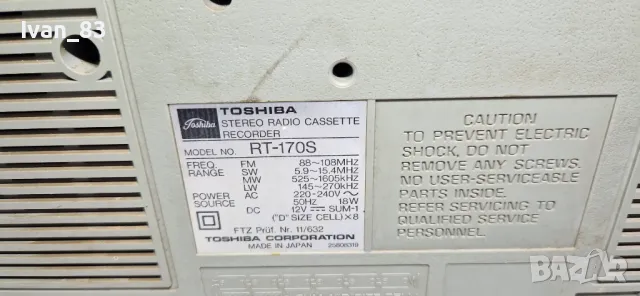 Ivan_83
Toshiba
TOSHIBA
STEREO RADIO CASSETTE
RECORDER
MODEL NO. RT-170S
FREQ. RANGE
FM 88~108MHz
SW 5.9~15.4MHz
MW 525~1605kHz
LW 145~270kHz
POWER SOURCE
AC 220-240V~
50Hz 18W
DC 12V SUM-1
("D" SIZE CELL)×8
FTZ Prüf. Nr. 11/632
TOSHIBA CORPORATION
MADE IN JAPAN 25808319
CAUTION
TO PREVENT ELECTRIC
SHOCK, DO NOT
REMOVE ANY SCREWS.
NO USER-SERVICEABLE
PARTS INSIDE.
REFER SERVICING TO
QUALIFIED SERVICE
PERSONNEL.
BAZAR
bg